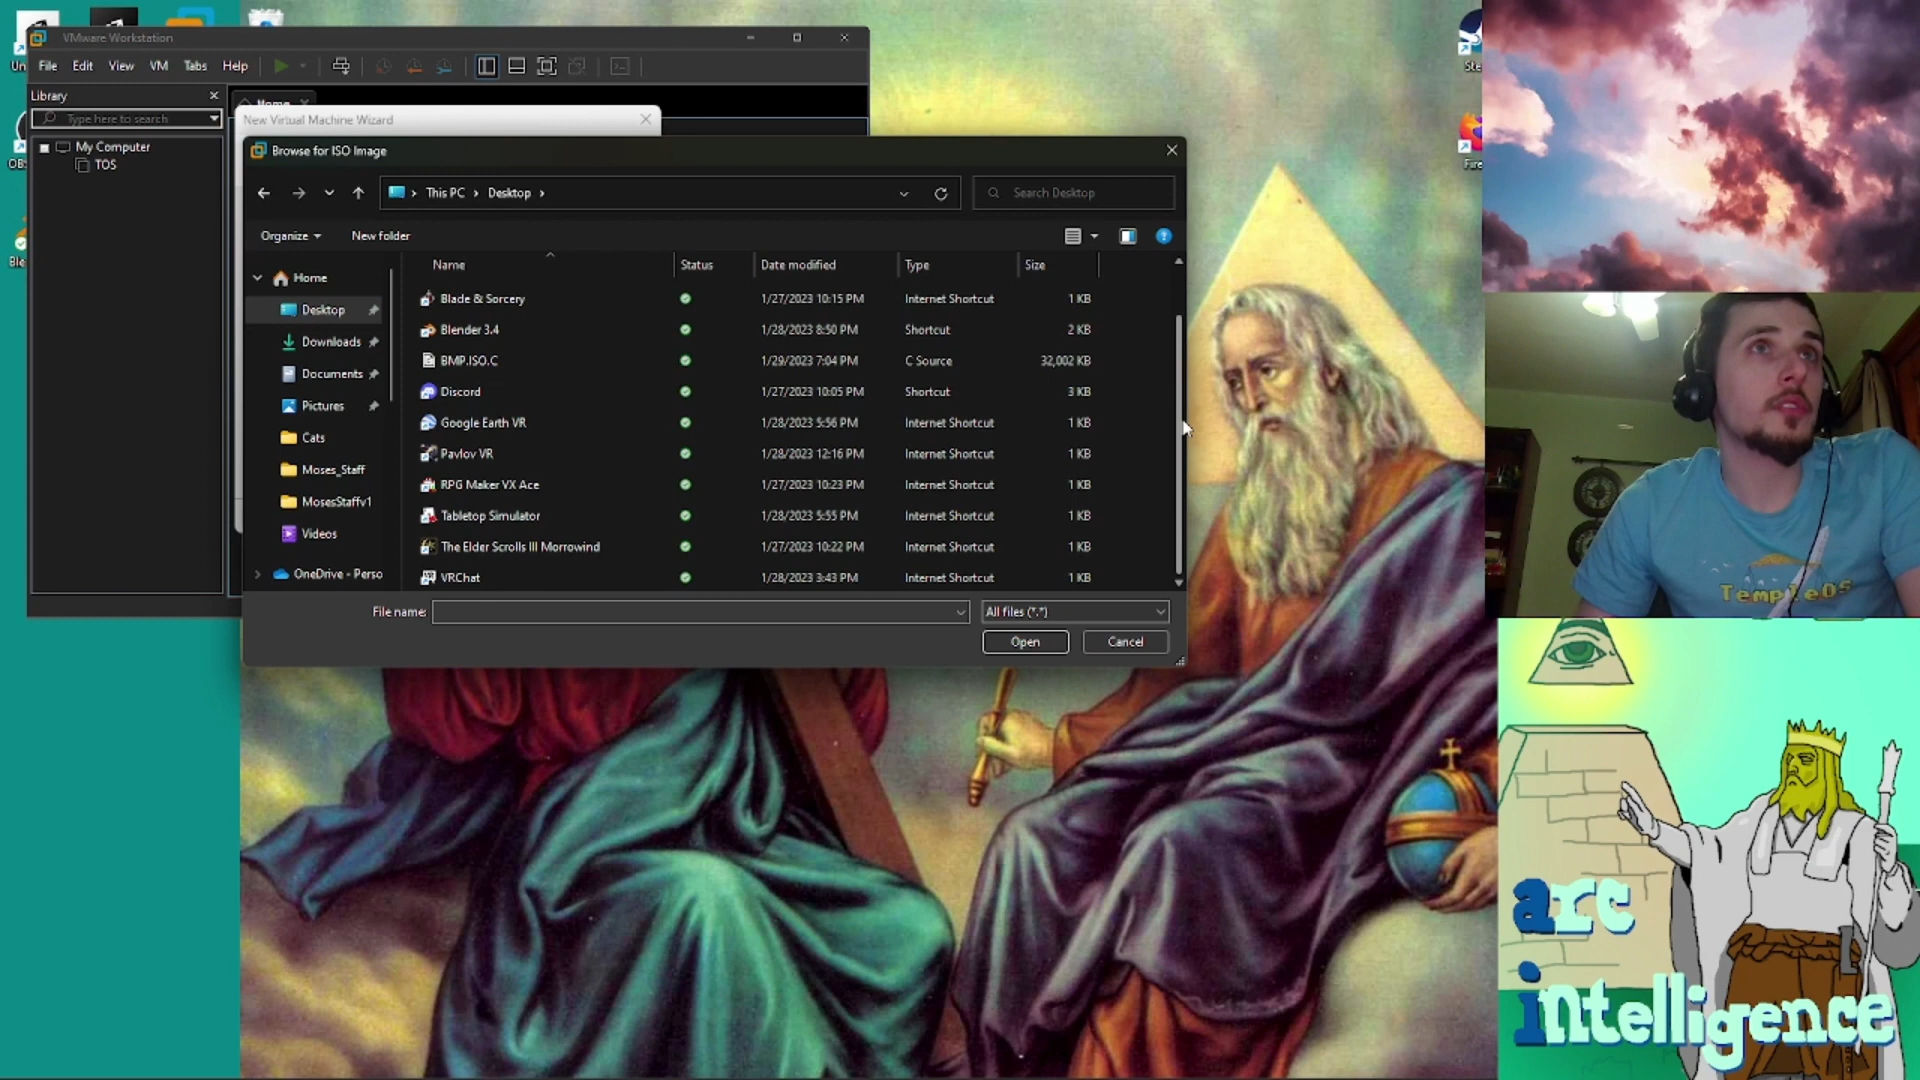 VMware Workstation
File Edit View VM Tabs Help
Library
Type here to search
My Computer
TOS
Home
New Virtual Machine Wizard
Browse for ISO Image
This PC > Desktop >
Search Desktop
Organize New folder
Name Status Date modified Type Size
Blade & Sorcery 1/27/2023 10:15 PM Internet Shortcut 1 KB
Blender 3.4 1/28/2023 8:50 PM Shortcut 2 KB
BMP.ISO.C 1/29/2023 7:04 PM C Source 32,002 KB
Discord 1/27/2023 10:05 PM Shortcut 3 KB
Google Earth VR 1/28/2023 5:56 PM Internet Shortcut 1 KB
Pavlov VR 1/28/2023 12:16 PM Internet Shortcut 1 KB
RPG Maker VX Ace 1/27/2023 10:23 PM Internet Shortcut 1 KB
Tabletop Simulator 1/28/2023 5:55 PM Internet Shortcut 1 KB
The Elder Scrolls III Morrowind 1/27/2023 10:22 PM Internet Shortcut 1 KB
VRChat 1/28/2023 3:43 PM Internet Shortcut 1 KB
Home
Desktop
Downloads
Documents
Pictures
Cats
Moses_Staff
MosesStaffv1
Videos
OneDrive - Perso
File name: All files (*.*)
Open Cancel
Un
OBS
Ble
Ste
Fire
TempleOS
arc
intelligence